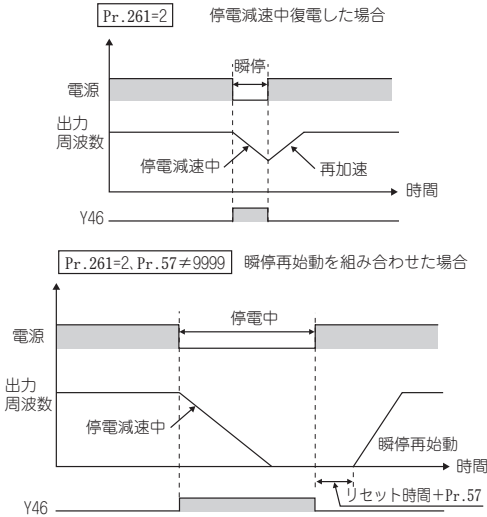 Pr.261=2 停電減速中復電した場合
瞬停
電源
出力
周波数
停電減速中
再加速
時間
Y46
Pr.261=2、Pr.57≠9999 瞬停再始動を組み合わせた場合
停電中
電源
出力
周波数
停電減速中
瞬停再始動
時間
リセット時間＋Pr.57
Y46